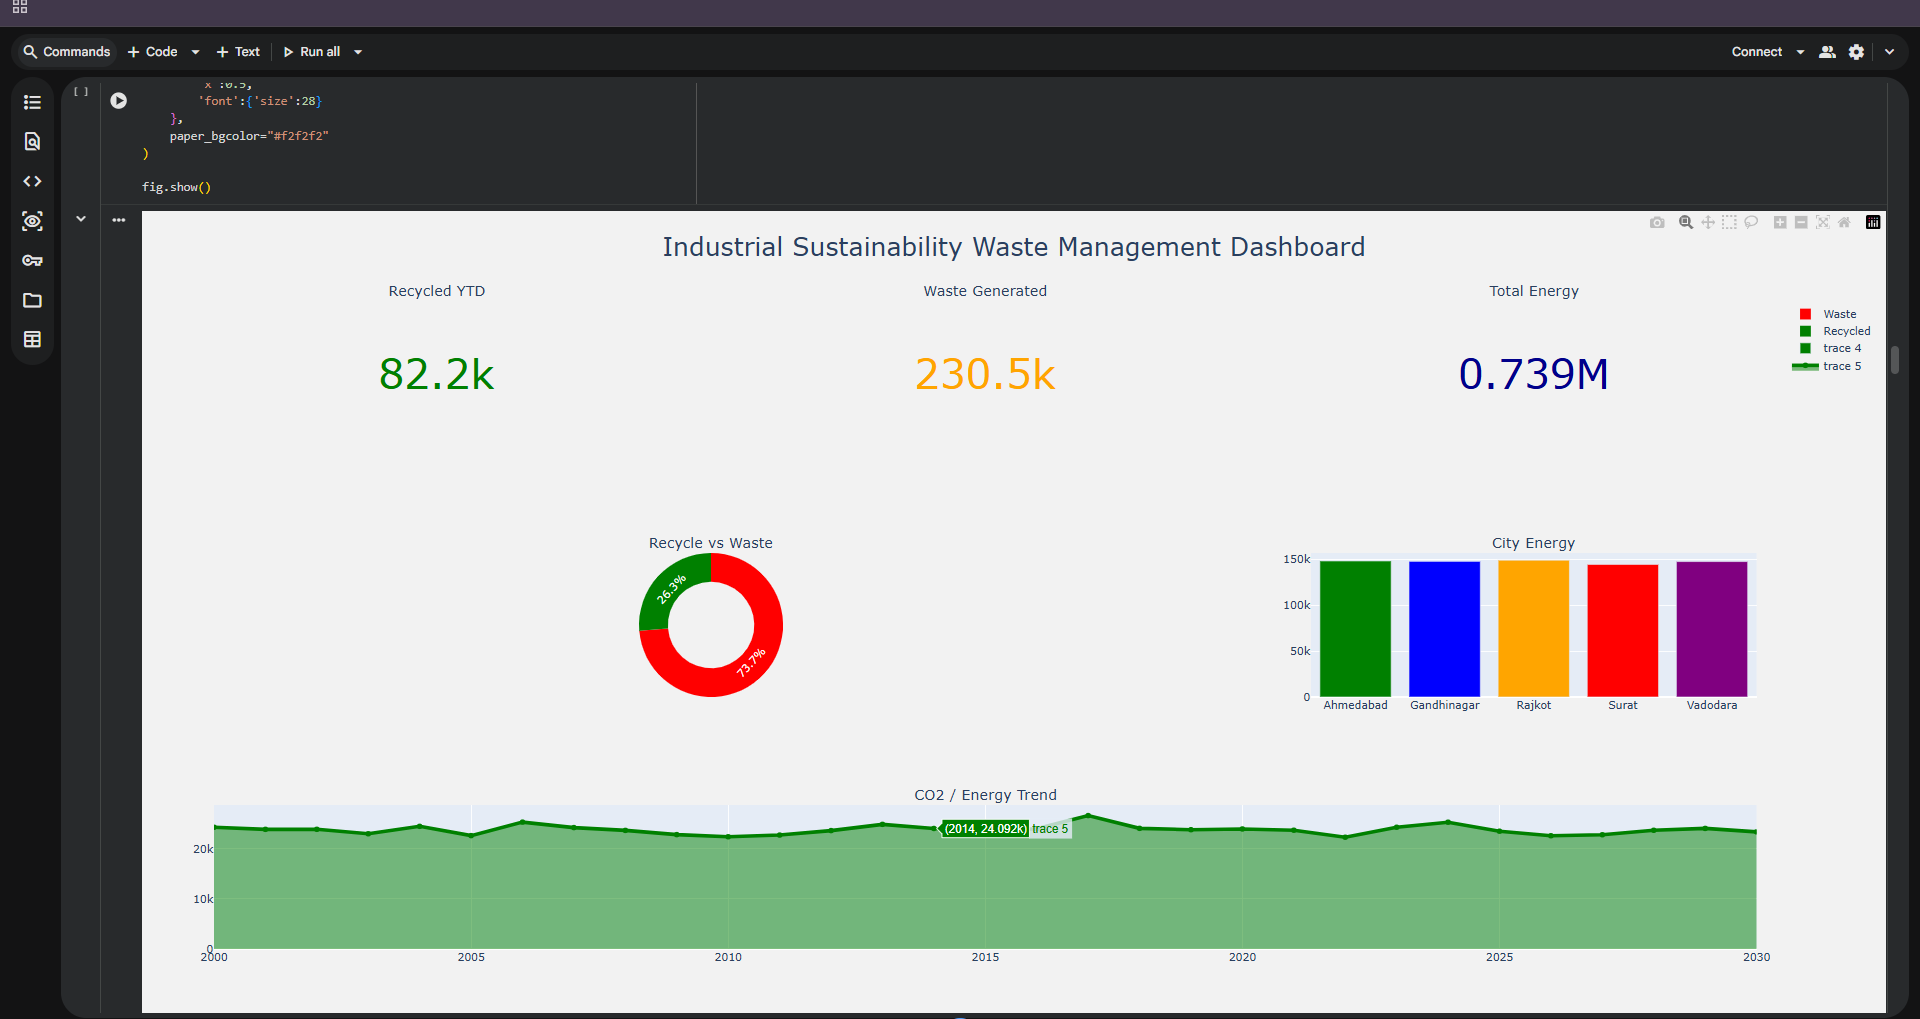 Commands + Code + Text Run all Connect
[ ]
'x':0.5,
'font':{'size':28}
},
paper_bgcolor="#f2f2f2"
)
fig.show()
Industrial Sustainability Waste Management Dashboard
Recycled YTD
Waste Generated
Total Energy
82.2k
230.5k
0.739M
Waste
Recycled
trace 4
trace 5
Recycle vs Waste
26.3%
73.7%
City Energy
150k
100k
50k
0
Ahmedabad Gandhinagar Rajkot Surat Vadodara
CO2 / Energy Trend
(2014, 24.092k) trace 5
20k
10k
0
2000 2005 2010 2015 2020 2025 2030